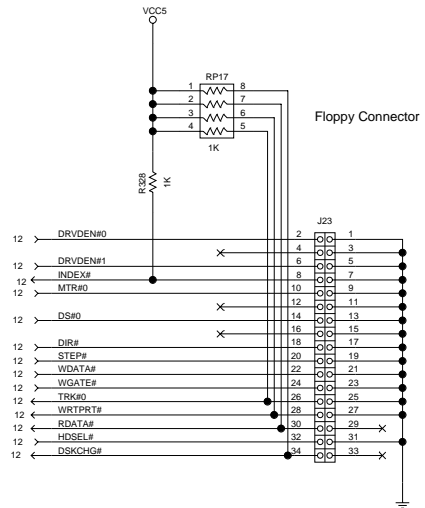 VCC5
RP17
1 8
2 7
3 6
4 5
1K
Floppy Connector
R328
1K
J23
12 DRVDEN#0 2 1
4 3
12 DRVDEN#1 6 5
12 INDEX# 8 7
12 MTR#0 10 9
12 11
12 DS#0 14 13
16 15
12 DIR# 18 17
12 STEP# 20 19
12 WDATA# 22 21
12 WGATE# 24 23
12 TRK#0 26 25
12 WRTPRT# 28 27
12 RDATA# 30 29
12 HDSEL# 32 31
12 DSKCHG# 34 33